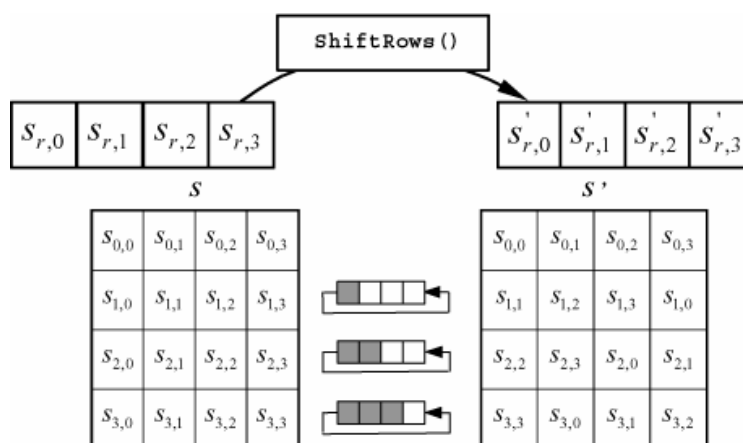 ShiftRows()
S r,0 S r,1 S r,2 S r,3 S' r,0 S' r,1 S' r,2 S' r,3
S S'
S 0,0 S 0,1 S 0,2 S 0,3 S 0,0 S 0,1 S 0,2 S 0,3
S 1,0 S 1,1 S 1,2 S 1,3 S 1,1 S 1,2 S 1,3 S 1,0
S 2,0 S 2,1 S 2,2 S 2,3 S 2,2 S 2,3 S 2,0 S 2,1
S 3,0 S 3,1 S 3,2 S 3,3 S 3,3 S 3,0 S 3,1 S 3,2